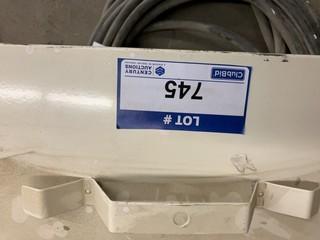 LOT #
745
CENTURY
AUCTIONS
ClubBid